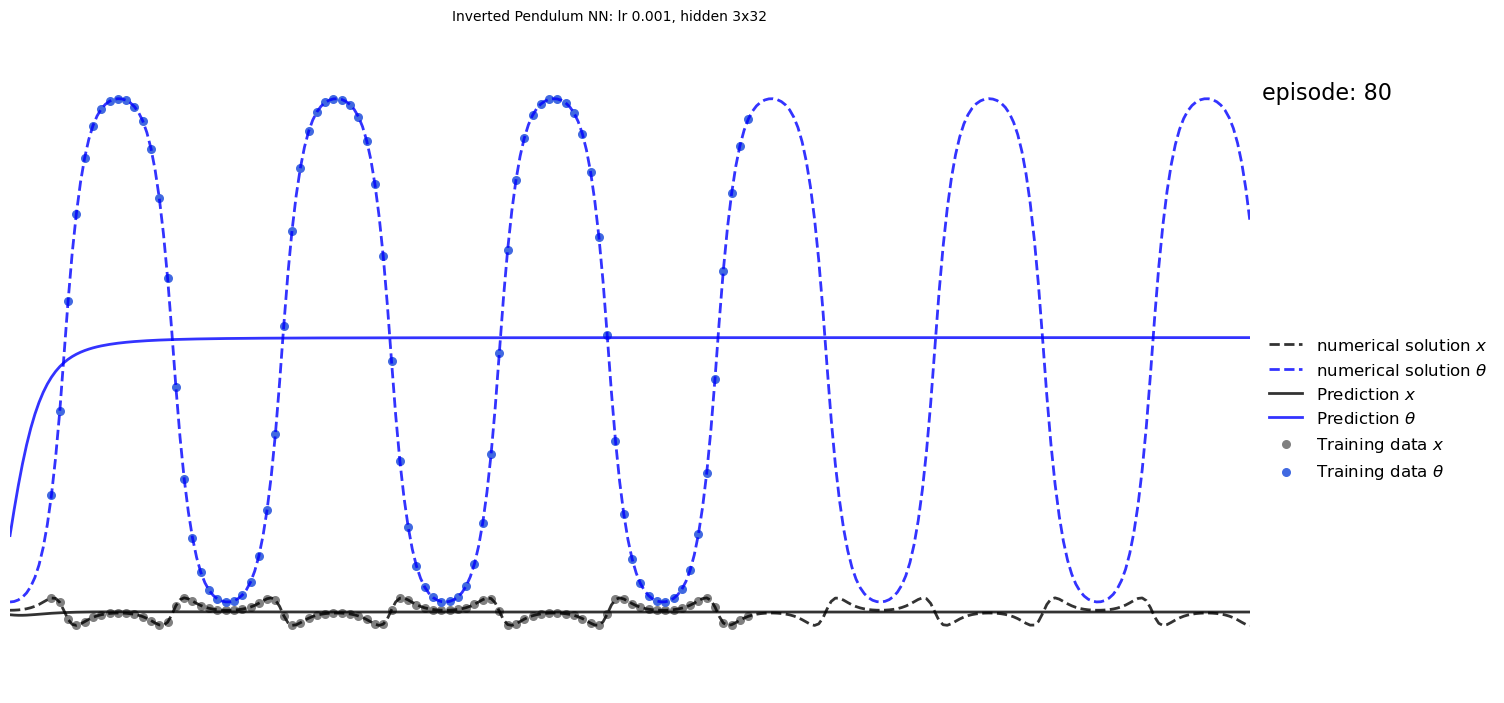 Inverted Pendulum NN: lr 0.001, hidden 3x32
episode: 80
numerical solution x
numerical solution θ
Prediction x
Prediction θ
Training data x
Training data θ